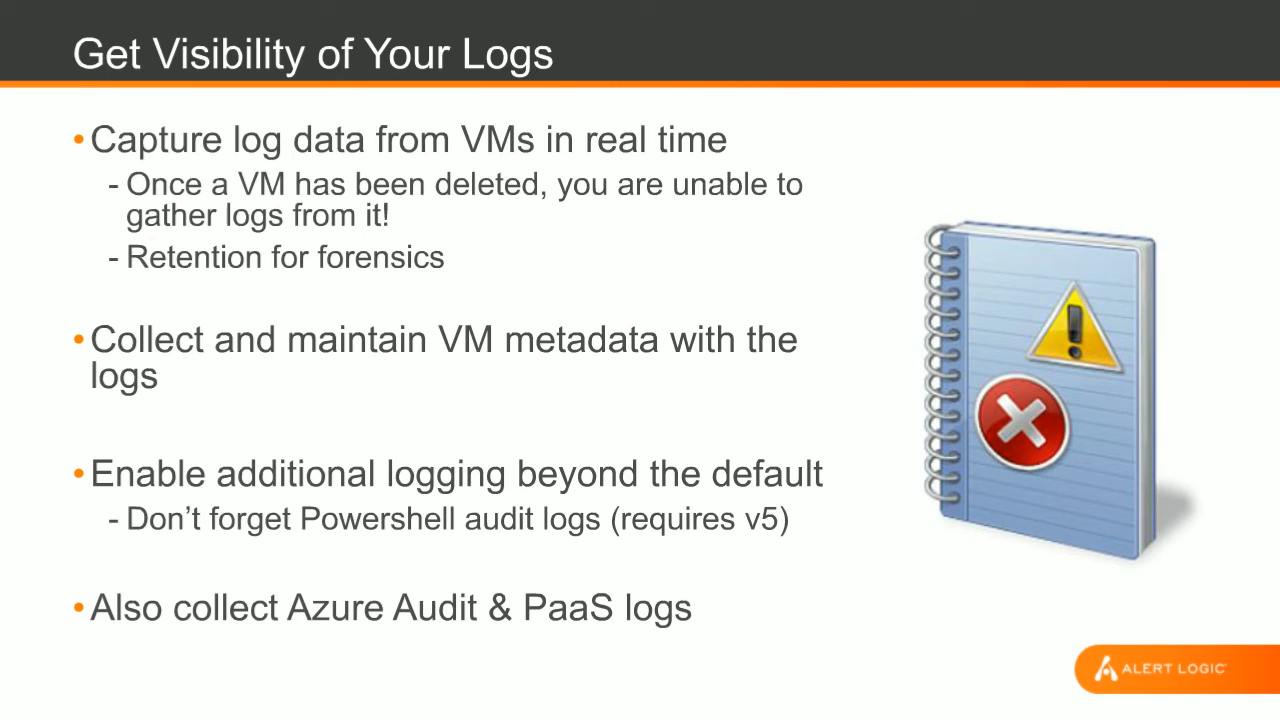 Get Visibility of Your Logs
•Capture log data from VMs in real time
- Once a VM has been deleted, you are unable to
gather logs from it!
- Retention for forensics
•Collect and maintain VM metadata with the
logs
•Enable additional logging beyond the default
- Don’t forget Powershell audit logs (requires v5)
•Also collect Azure Audit & PaaS logs
ALERT LOGIC